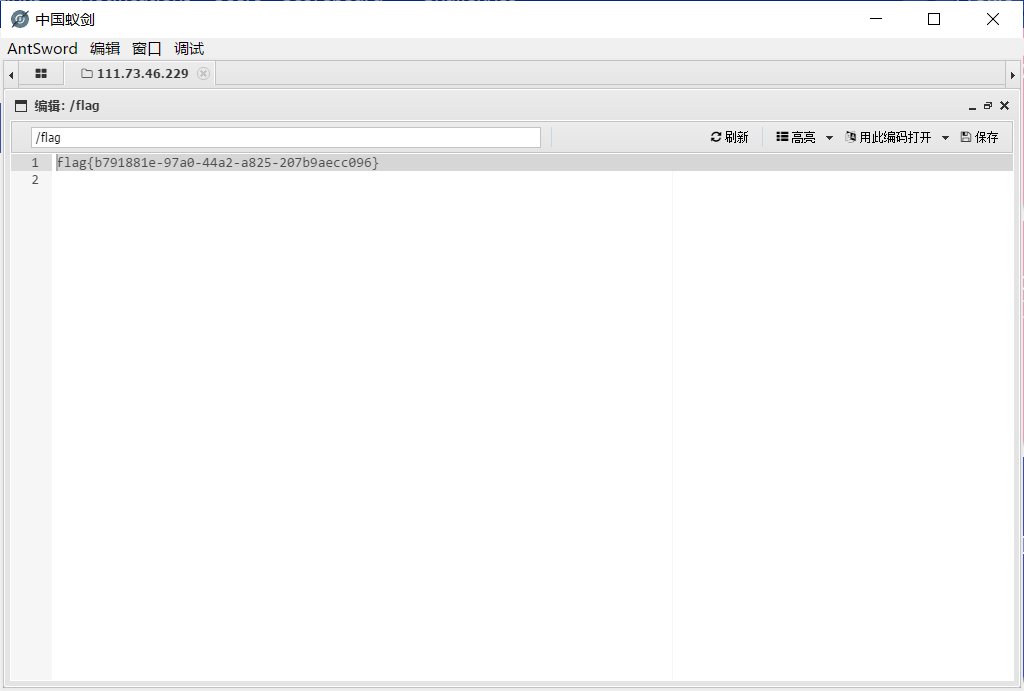 中国蚁剑
AntSword 编辑 窗口 调试
111.73.46.229
编辑: /flag
/flag 刷新 高亮 用此编码打开 保存
1 flag{b791881e-97a0-44a2-a825-207b9aecc096}
2